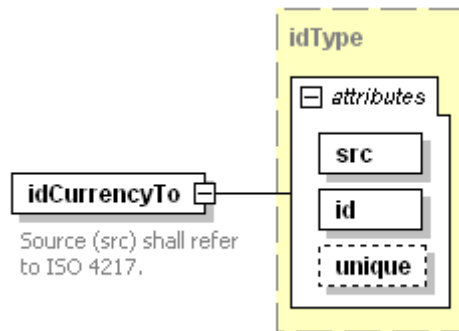 idType
attributes
src
idCurrencyTo
id
Source (src) shall refer
to ISO 4217.
unique